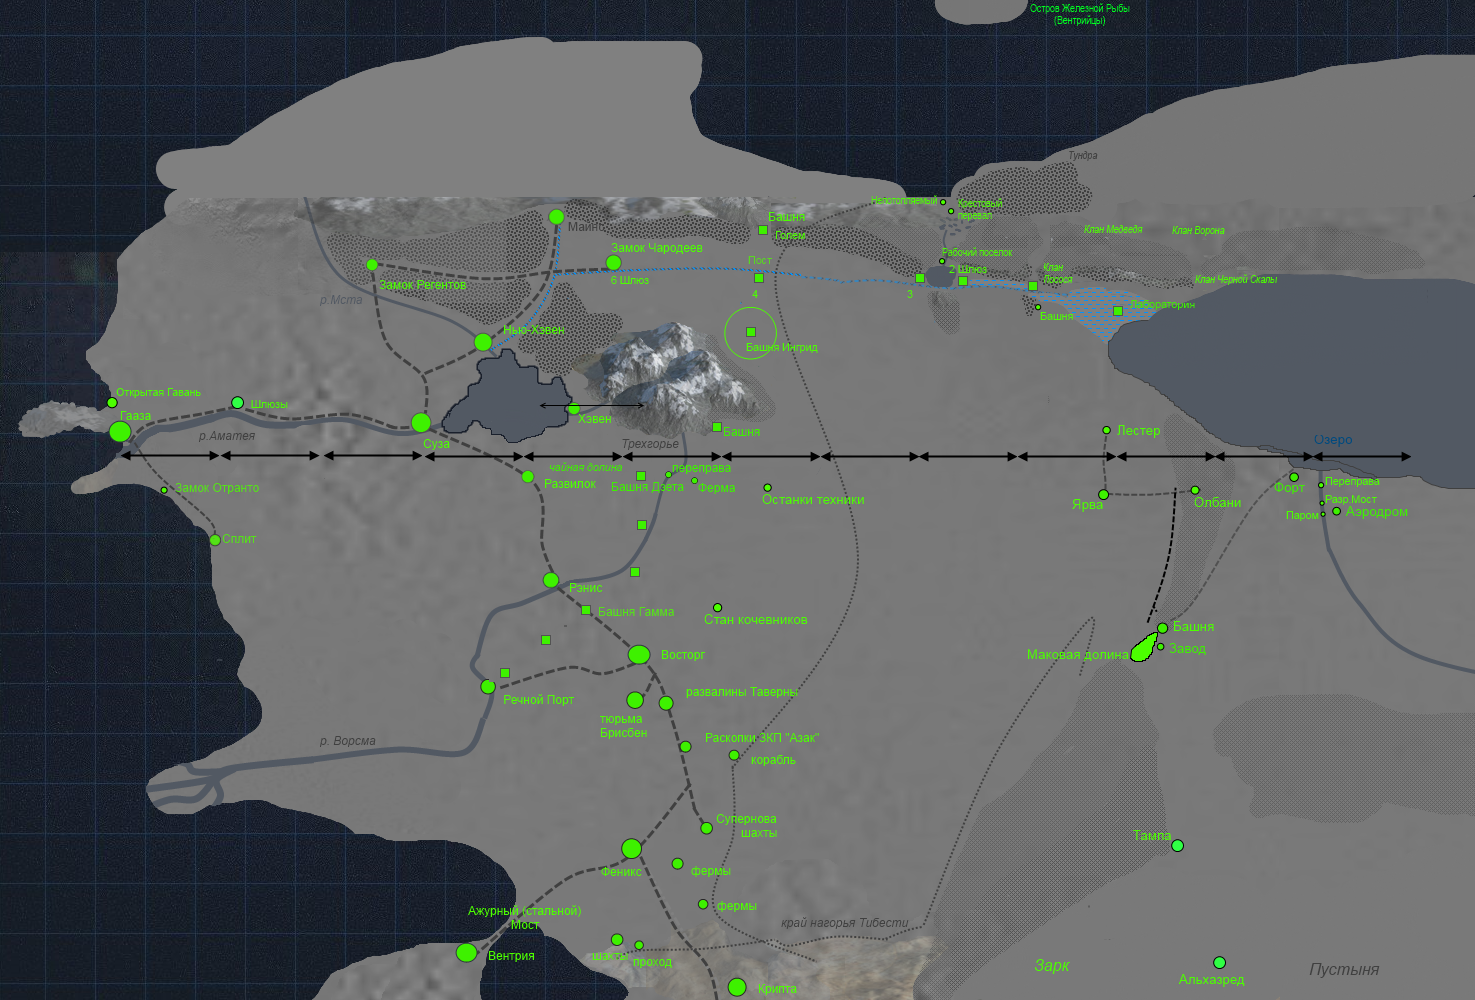 Остров Железной Рыбы
(Вентрийцы)
Тундра
Непотопляемый
Крестовый
перевал
Башня
Голем
Майнд
Клан Медведя
Клан Ворона
Замок Чародеев
Рабочий поселок
Пост
2 Шлюз
Клан
Лосося
Клан Черной Скалы
Замок Регентов
6 Шлюз
4
3
р.Мста
Лаборатория
Башня
Нью-Хэвен
Башня Ингрид
Открытая Гавань
Шлюзы
Гааза
Хэвен
р.Аматея
Суза
Трехгорье
Башня
Лестер
Озеро
чайная долина
переправа
Развилок
Башня Дзета
Ферма
Замок Отранто
Останки техники
Ярва
Олбани
Форт
Переправа
Разр.Мост
Паром
Аэродром
Сплит
Рэнис
Башня Гамма
Стан кочевников
Башня
Восторг
Маковая долина
Завод
развалины Таверны
Речной Порт
тюрьма
Брисбен
р. Ворсма
Раскопки ЗКП "Азак"
корабль
Супернова
шахты
Тампа
Феникс
фермы
фермы
Ажурный (стальной)
Мост
край нагорья Тибести
Вентрия
шахты
проход
Зарк
Пустыня
Альхазред
Крипта